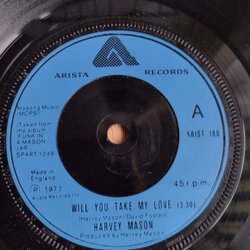 ARISTA RECORDS
Masong Music/
MCPS
A
ARIST 188
(Taken from
the album
FUNK IN
A MASON
JAR
SPART 1049
Made in
England
℗ 1977
Arista Records Inc
45 r.p.m.
WILL YOU TAKE MY LOVE (3.30)
(Harvey Mason/David Foster)
HARVEY MASON
Produced by Harvey Mason